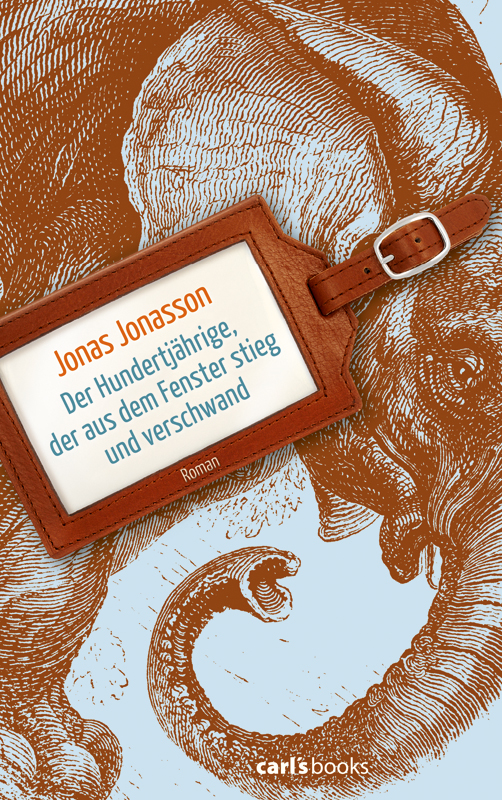 Jonas Jonasson
Der Hundertjährige,
der aus dem Fenster stieg
und verschwand
Roman
carl's books